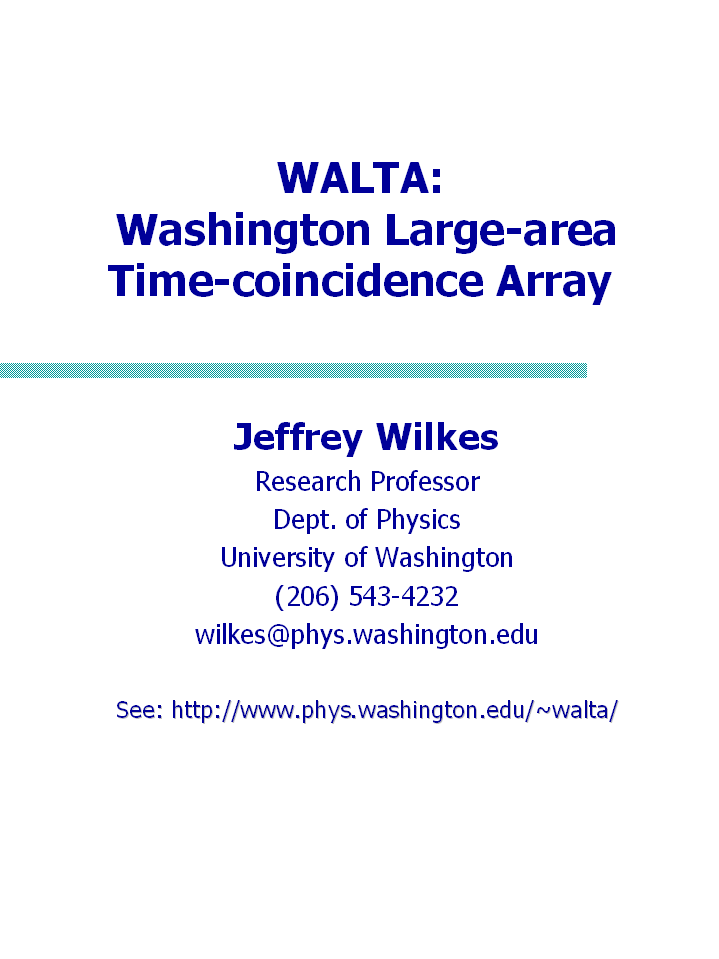 WALTA:
Washington Large-area
Time-coincidence Array
Jeffrey Wilkes
Research Professor
Dept. of Physics
University of Washington
(206) 543-4232
wilkes@phys.washington.edu
See: http://www.phys.washington.edu/~walta/